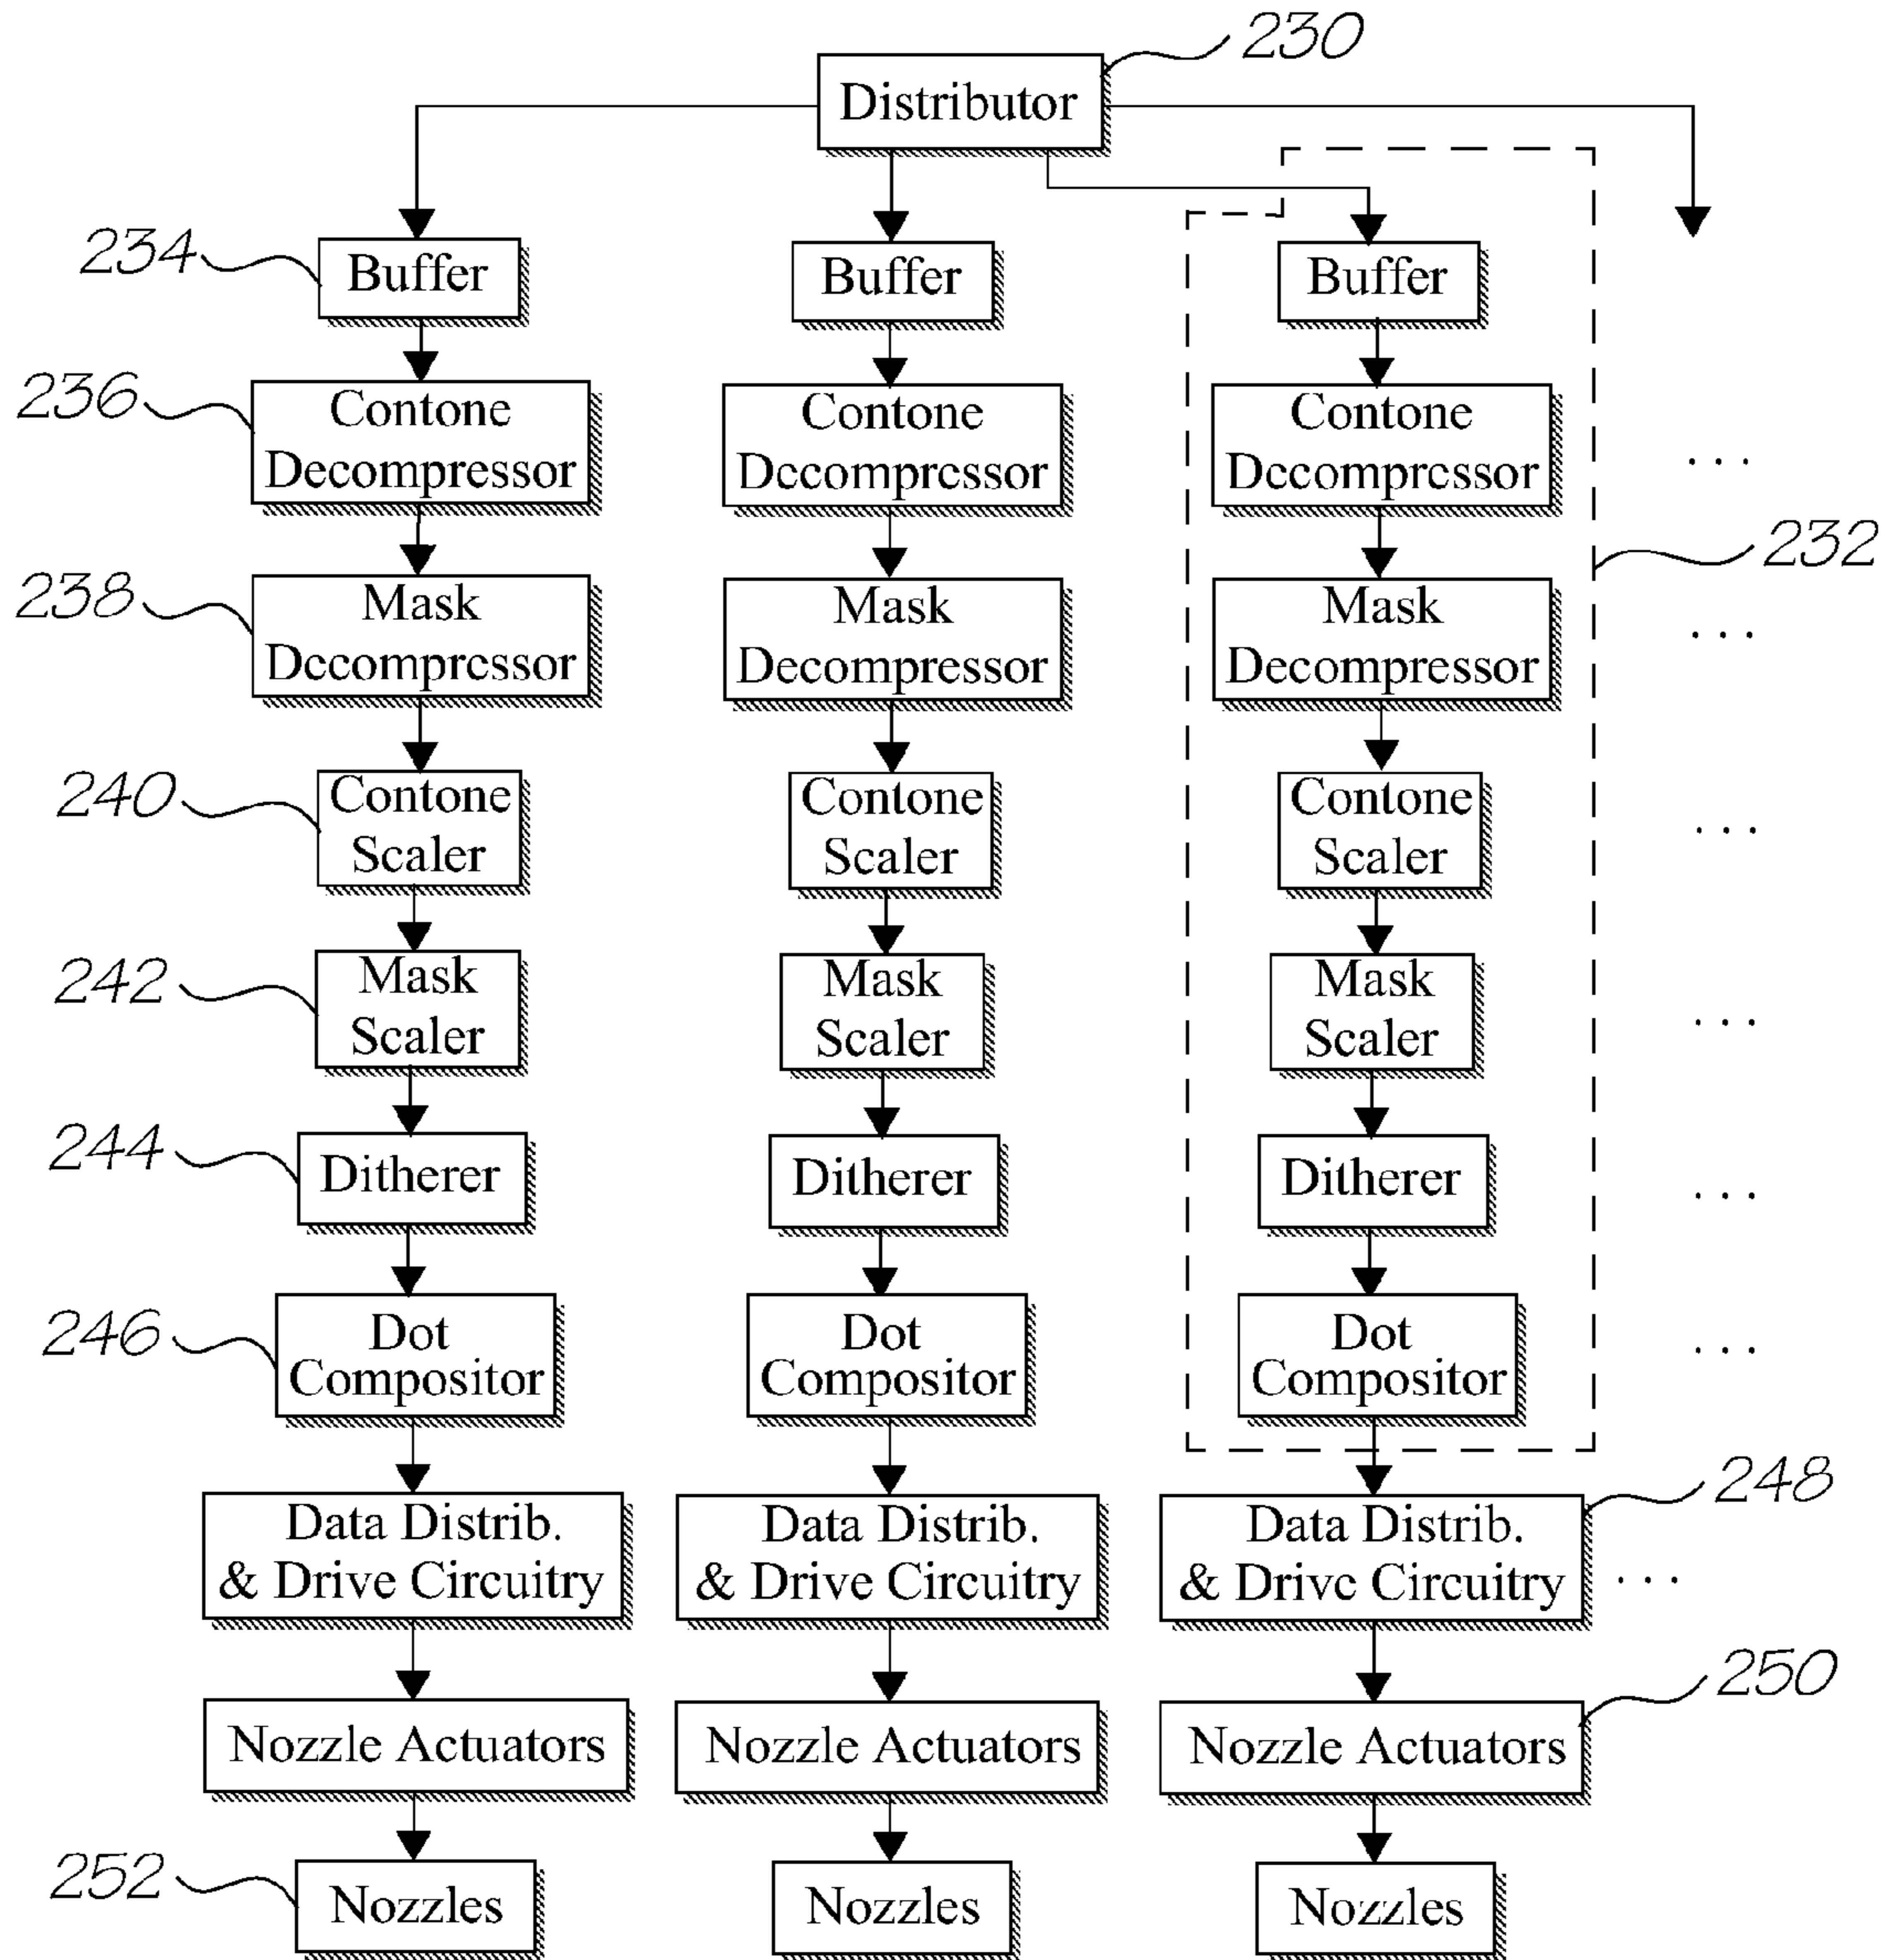 230
Distributor
234
Buffer
Buffer
Buffer
236
Contone
Decompressor
Contone
Decompressor
Contone
Decompressor
. . .
232
238
Mask
Decompressor
Mask
Decompressor
Mask
Decompressor
. . .
240
Contone
Scaler
Contone
Scaler
Contone
Scaler
. . .
242
Mask
Scaler
Mask
Scaler
Mask
Scaler
. . .
244
Ditherer
Ditherer
Ditherer
. . .
246
Dot
Compositor
Dot
Compositor
Dot
Compositor
. . .
248
Data Distrib.
& Drive Circuitry
Data Distrib.
& Drive Circuitry
Data Distrib.
& Drive Circuitry
. . .
250
Nozzle Actuators
Nozzle Actuators
Nozzle Actuators
252
Nozzles
Nozzles
Nozzles